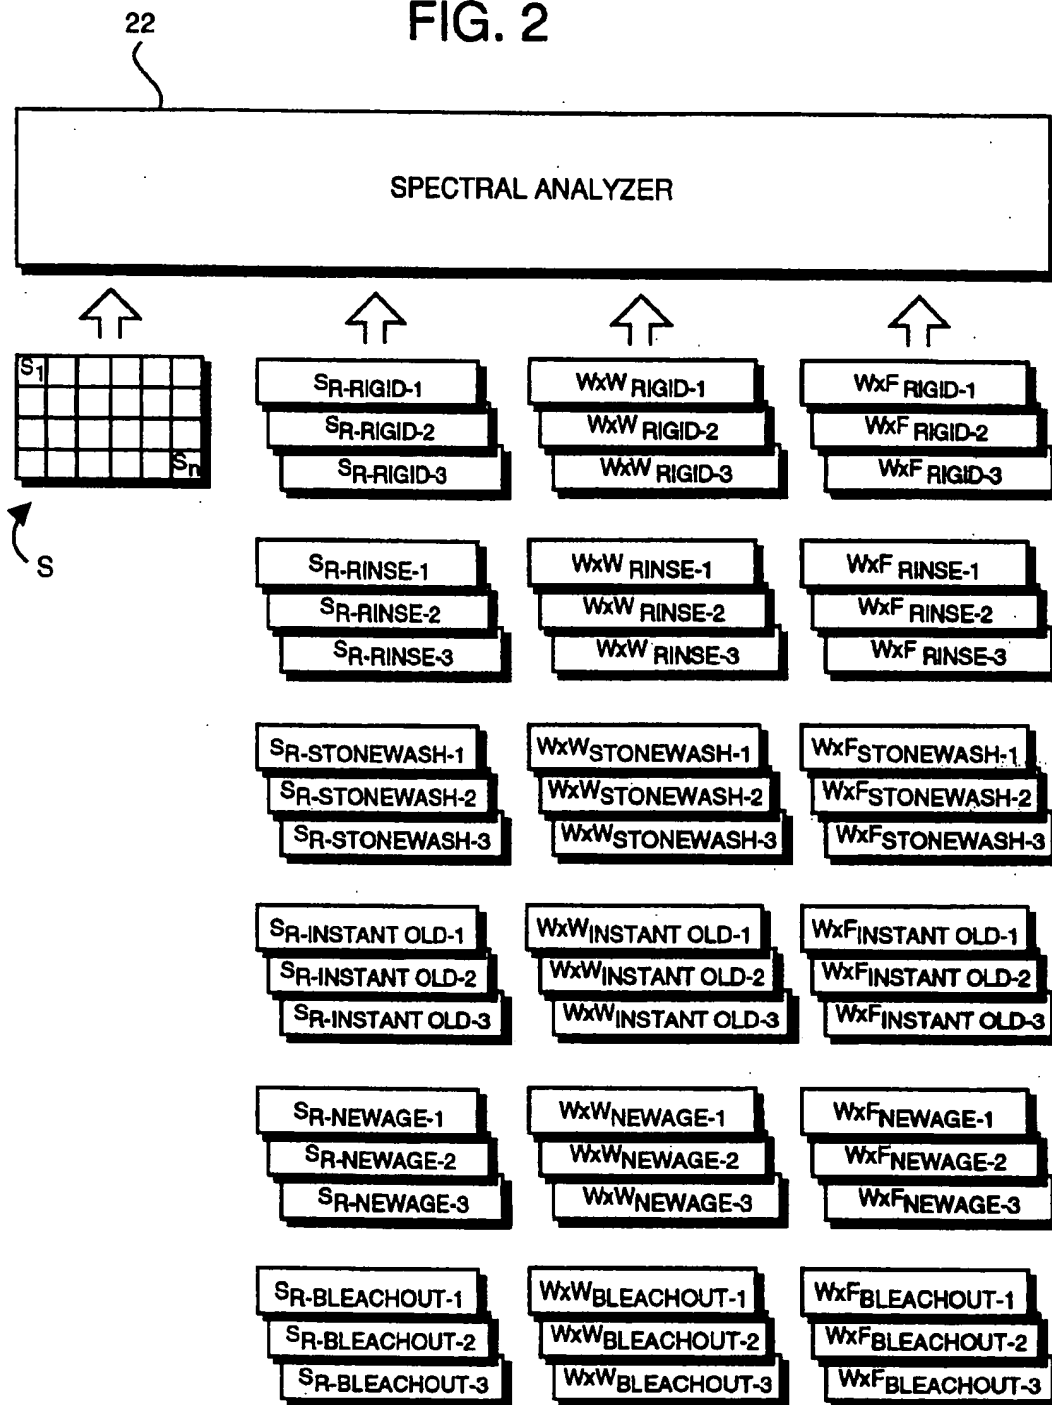 FIG. 2
22
SPECTRAL ANALYZER
S1
Sn
S
SR-RIGID-1 WxW RIGID-1 WxF RIGID-1
SR-RIGID-2 WxW RIGID-2 WxF RIGID-2
SR-RIGID-3 WxW RIGID-3 WxF RIGID-3
SR-RINSE-1 WxW RINSE-1 WxF RINSE-1
SR-RINSE-2 WxW RINSE-2 WxF RINSE-2
SR-RINSE-3 WxW RINSE-3 WxF RINSE-3
SR-STONEWASH-1 WxWSTONEWASH-1 WxFSTONEWASH-1
SR-STONEWASH-2 WxWSTONEWASH-2 WxFSTONEWASH-2
SR-STONEWASH-3 WxWSTONEWASH-3 WxFSTONEWASH-3
SR-INSTANT OLD-1 WxWINSTANT OLD-1 WxFINSTANT OLD-1
SR-INSTANT OLD-2 WxWINSTANT OLD-2 WxFINSTANT OLD-2
SR-INSTANT OLD-3 WxWINSTANT OLD-3 WxFINSTANT OLD-3
SR-NEWAGE-1 WxWNEWAGE-1 WxFNEWAGE-1
SR-NEWAGE-2 WxWNEWAGE-2 WxFNEWAGE-2
SR-NEWAGE-3 WxWNEWAGE-3 WxFNEWAGE-3
SR-BLEACHOUT-1 WxWBLEACHOUT-1 WxFBLEACHOUT-1
SR-BLEACHOUT-2 WxWBLEACHOUT-2 WxFBLEACHOUT-2
SR-BLEACHOUT-3 WxWBLEACHOUT-3 WxFBLEACHOUT-3